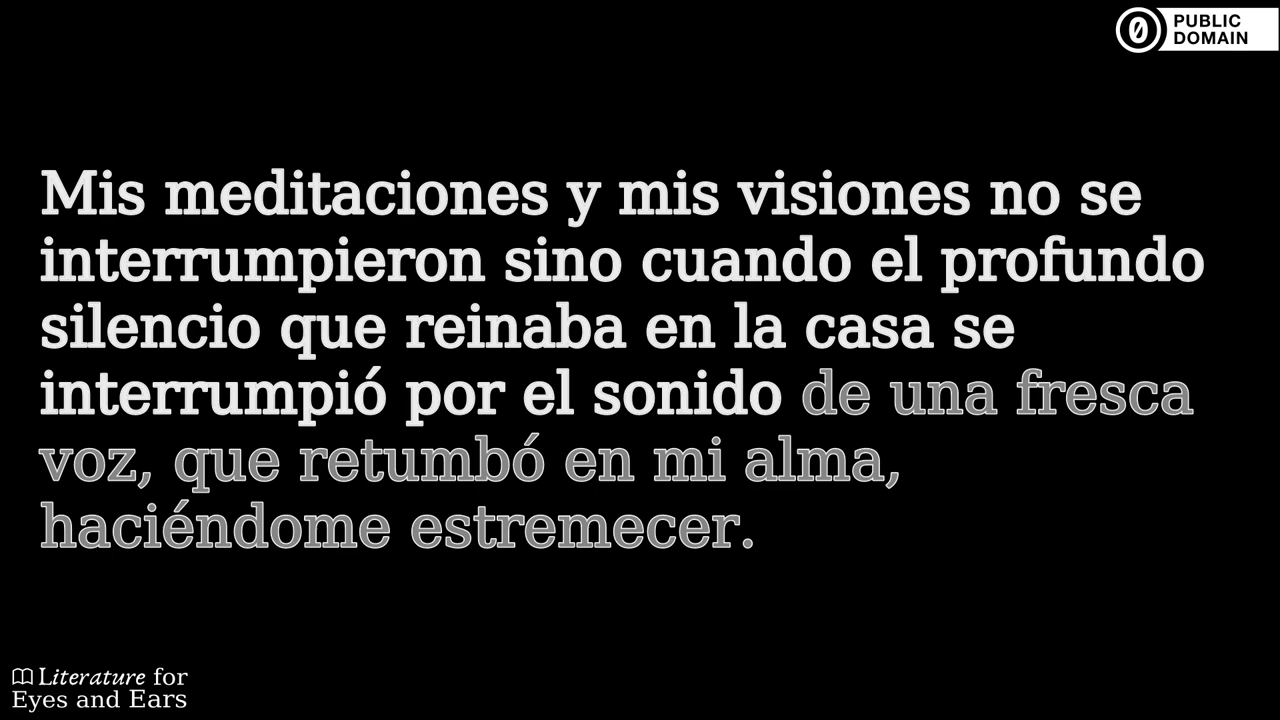 PUBLIC
DOMAIN
Mis meditaciones y mis visiones no se
interrumpieron sino cuando el profundo
silencio que reinaba en la casa se
interrumpió por el sonido de una fresca
voz, que retumbó en mi alma,
haciéndome estremecer.
Literature for
Eyes and Ears